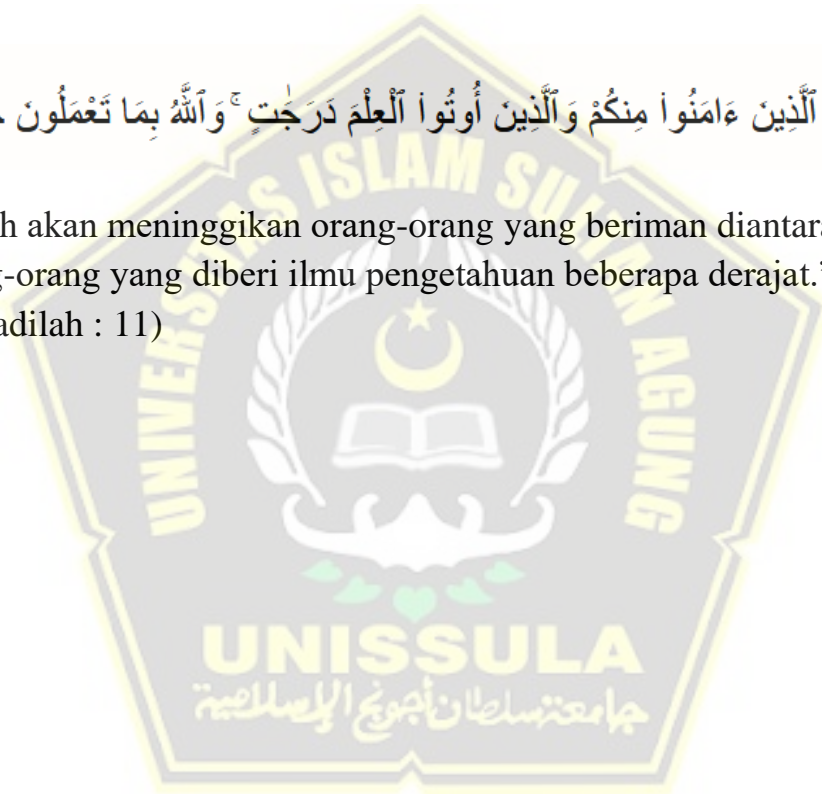 ٱلَّذِينَ ءَامَنُوا۟ مِنكُمْ وَٱلَّذِينَ أُوتُوا۟ ٱلْعِلْمَ دَرَجَٰتٍ ۚ وَٱللَّهُ بِمَا تَعْمَلُونَ
h akan meninggikan orang-orang yang beriman diantara
g-orang yang diberi ilmu pengetahuan beberapa derajat.”
adilah : 11)
UNIVERSITAS ISLAM SULTAN AGUNG
UNISSULA
جامعة سلطان أجونج الإسلامية